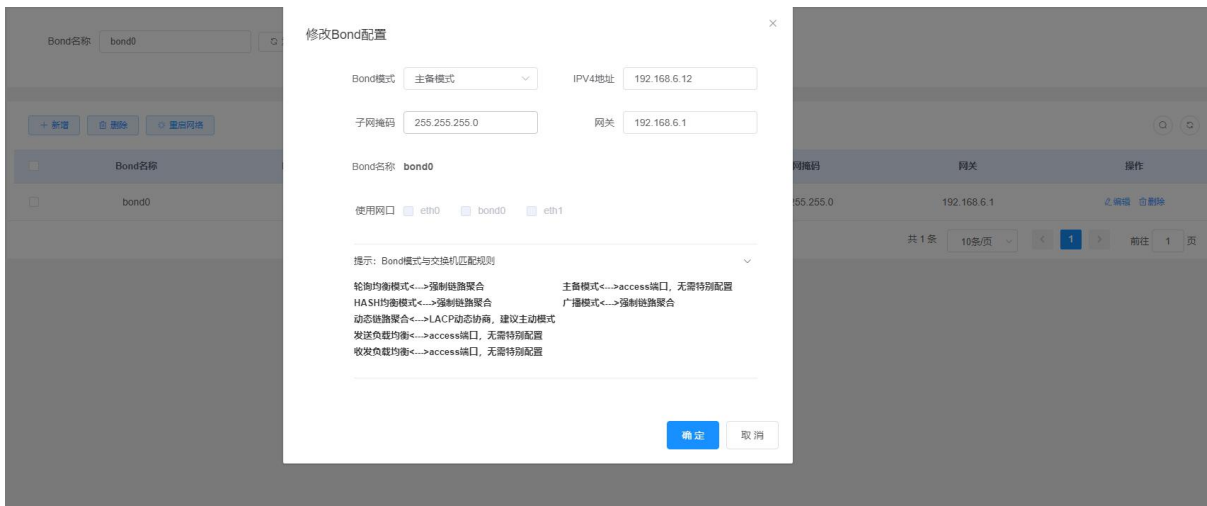 修改Bond配置
Bond名称 bond0
Bond模式 主备模式 IPV4地址 192.168.6.12
子网掩码 255.255.255.0 网关 192.168.6.1
+ 新增 删除 重启网络
Bond名称 网掩码 网关 操作
Bond名称 bond0
bond0 255.255.0 192.168.6.1 编辑 删除
使用网口 eth0 bond0 eth1
共1条 10条/页 < 1 > 前往 1 页
提示：Bond模式与交换机匹配规则
轮询均衡模式<--->强制链路聚合 主备模式<--->access端口，无需特别配置
HASH均衡模式<--->强制链路聚合 广播模式<--->强制链路聚合
动态链路聚合<--->LACP动态协商，建议主动模式
发送负载均衡<--->access端口，无需特别配置
收发负载均衡<--->access端口，无需特别配置
确定 取消